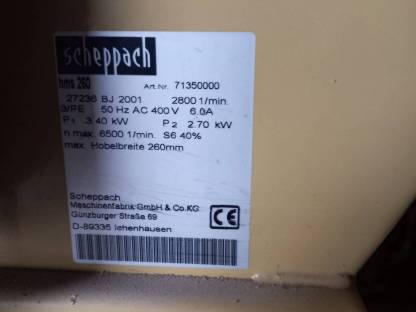 scheppach
hms 260 Art.Nr. 71350000
27236 BJ 2001 2800 1/min.
3/PE 50 Hz AC 400 V 6.0A
P1 3.40 kW P2 2.70 kW
n max. 6500 1/min. S6 40%
max. Hobelbreite 260mm
Scheppach
Maschinenfabrik GmbH & Co.KG
Günzburger Straße 69
D-89335 Ichenhausen
CE